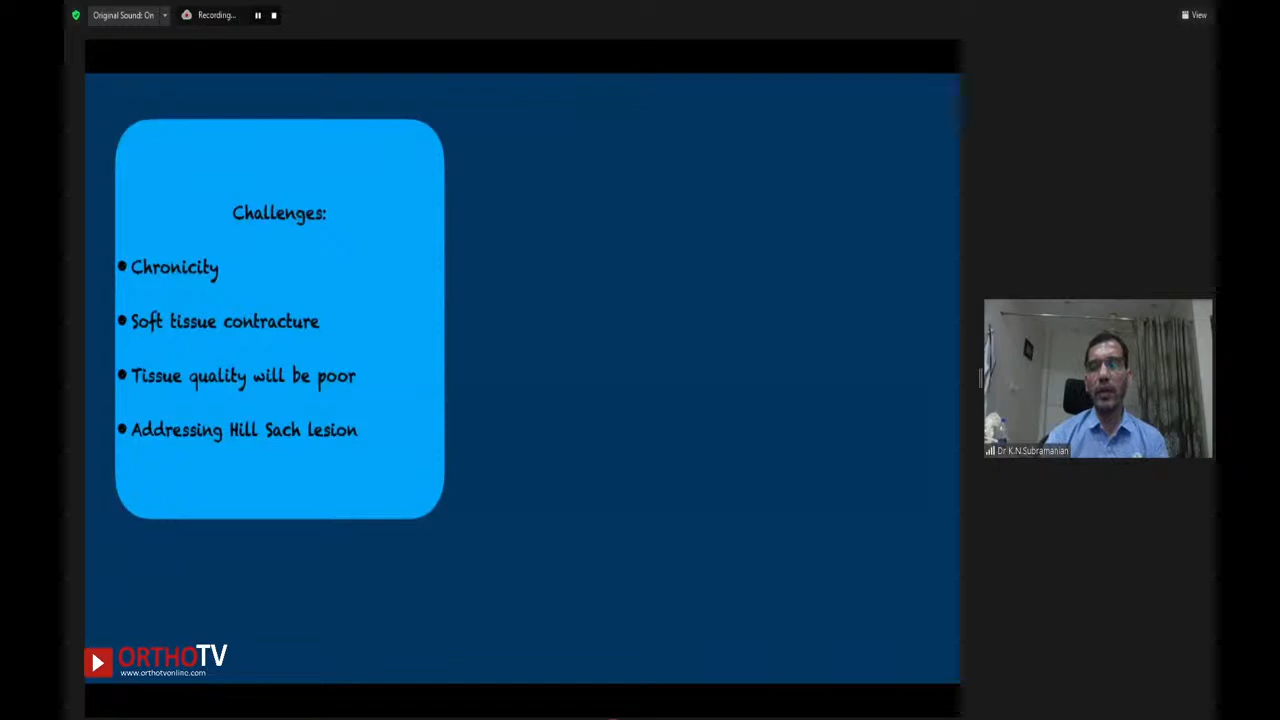 Original Sound: On
Recording...
View
Challenges:
• Chronicity
• Soft tissue contracture
• Tissue quality will be poor
• Addressing Hill Sach lesion
Dr K.N.Subramanian
ORTHOTV
www.orthotvonline.com